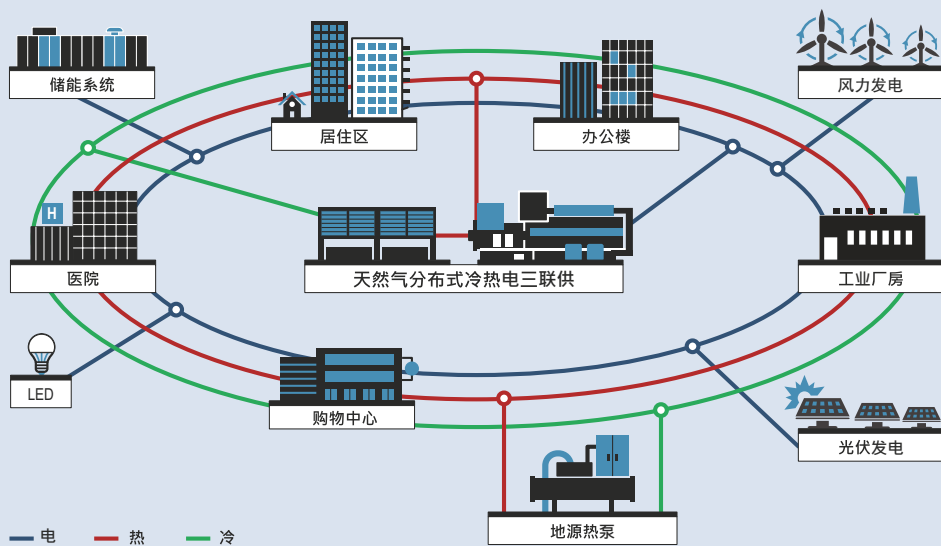 储能系统
居住区
办公楼
风力发电
H
医院
天然气分布式冷热电三联供
工业厂房
LED
购物中心
光伏发电
地源热泵
电
热
冷